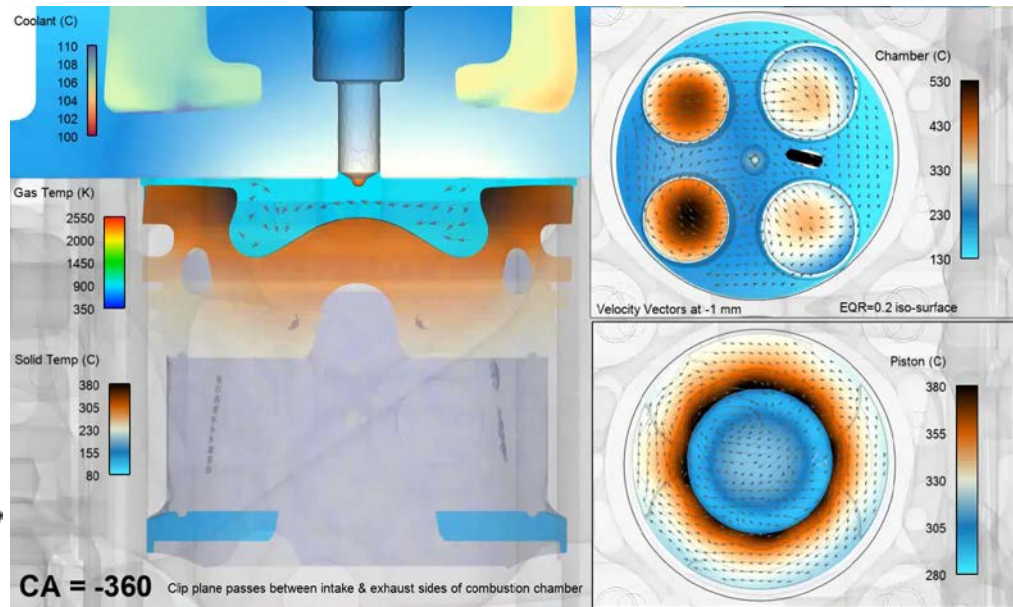 Coolant (C)
110
108
106
104
102
100
Gas Temp (K)
2550
2000
1450
900
350
Solid Temp (C)
380
305
230
155
80
CA = -360
Clip plane passes between intake & exhaust sides of combustion chamber
Chamber (C)
530
430
330
230
130
Velocity Vectors at -1 mm
EQR=0.2 iso-surface
Piston (C)
380
355
330
305
280